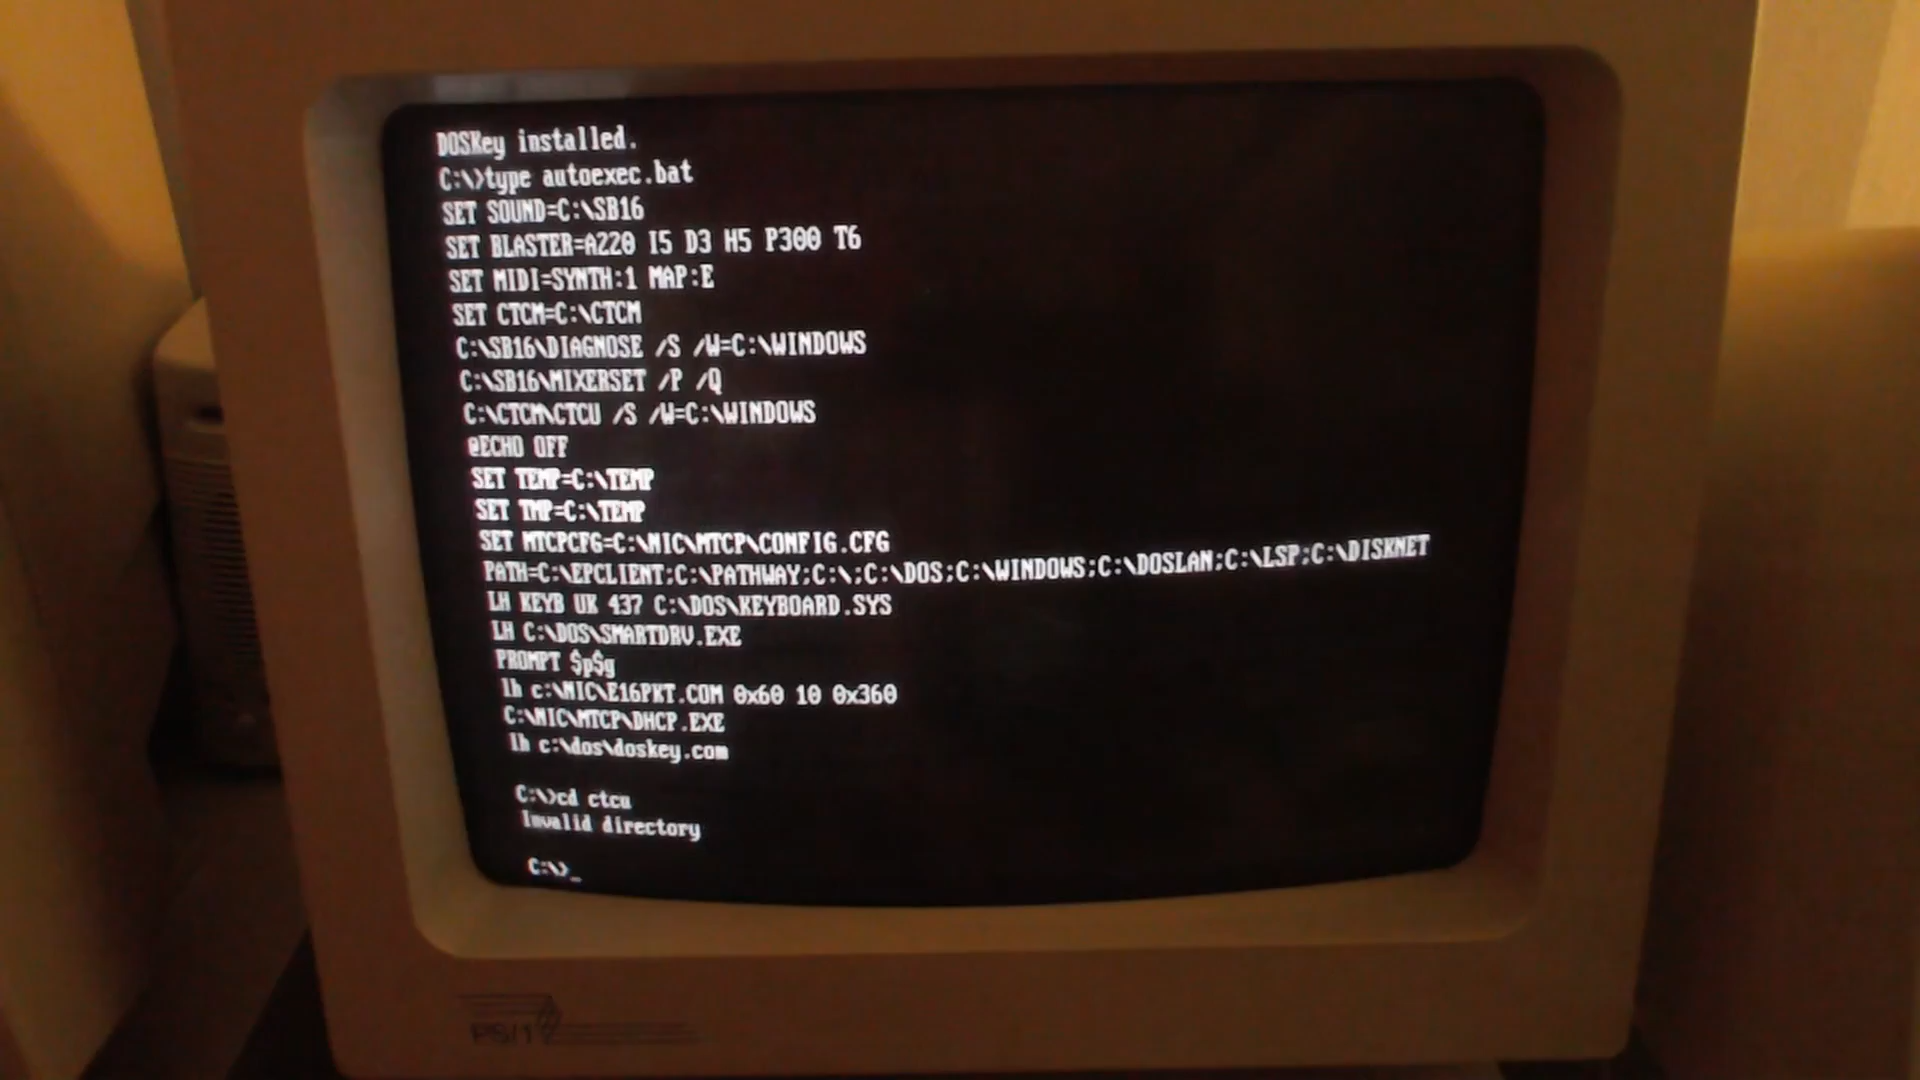 DOSKey installed.
C:\>type autoexec.bat
SET SOUND=C:\SB16
SET BLASTER=A220 I5 D3 H5 P300 T6
SET MIDI=SYNTH:1 MAP:E
SET CTCM=C:\CTCM
C:\SB16\DIAGNOSE /S /W=C:\WINDOWS
C:\SB16\MIXERSET /P /Q
C:\CTCM\CTCU /S /W=C:\WINDOWS
@ECHO OFF
SET TEMP=C:\TEMP
SET TMP=C:\TEMP
SET MTCPCFG=C:\NIC\MTCP\CONFIG.CFG
PATH=C:\EPCLIENT;C:\PATHWAY;C:\;C:\DOS;C:\WINDOWS;C:\DOSLAN;C:\LSP;C:\DISKNET
LH KEYB UK 437 C:\DOS\KEYBOARD.SYS
LH C:\DOS\SMARTDRV.EXE
PROMPT $p$g
lh c:\NIC\E16PKT.COM 0x60 10 0x360
C:\NIC\MTCP\DHCP.EXE
lh c:\dos\doskey.com
C:\>cd ctcu
Invalid directory
C:\>_
PS/1